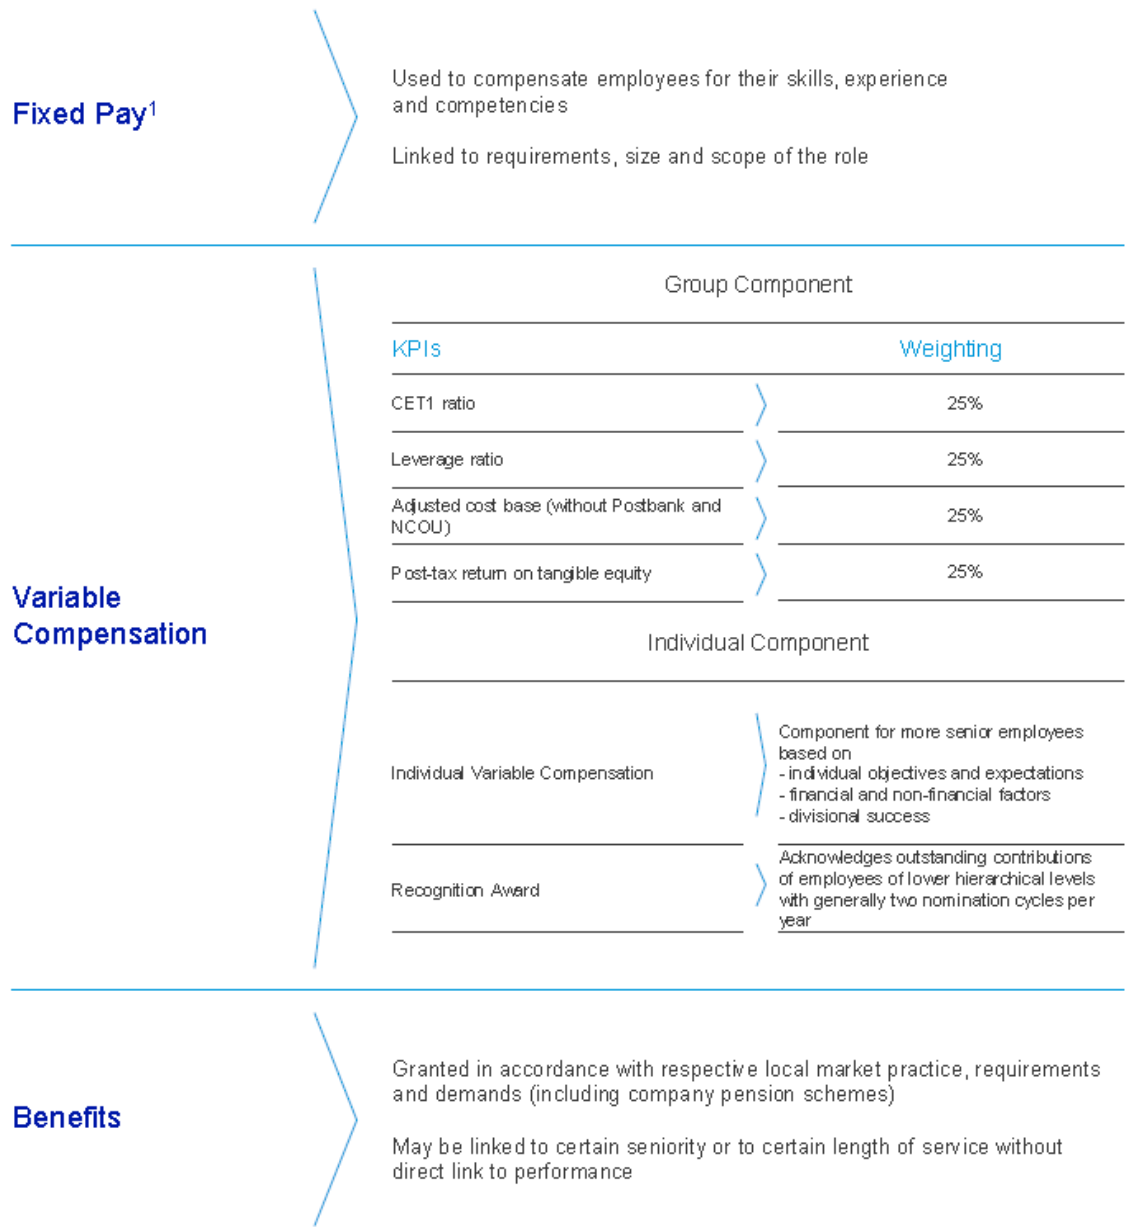 Fixed Pay¹
Used to compensate employees for their skills, experience
and competencies
Linked to requirements, size and scope of the role
Group Component
KPIs Weighting
CET1 ratio 25%
Leverage ratio 25%
Adjusted cost base (without Postbank and
NCOU) 25%
Post-tax return on tangible equity 25%
Variable
Compensation
Individual Component
Individual Variable Compensation
Component for more senior employees
based on
- individual objectives and expectations
- financial and non-financial factors
- divisional success
Recognition Award
Acknowledges outstanding contributions
of employees of lower hierarchical levels
with generally two nomination cycles per
year
Benefits
Granted in accordance with respective local market practice, requirements
and demands (including company pension schemes)
May be linked to certain seniority or to certain length of service without
direct link to performance